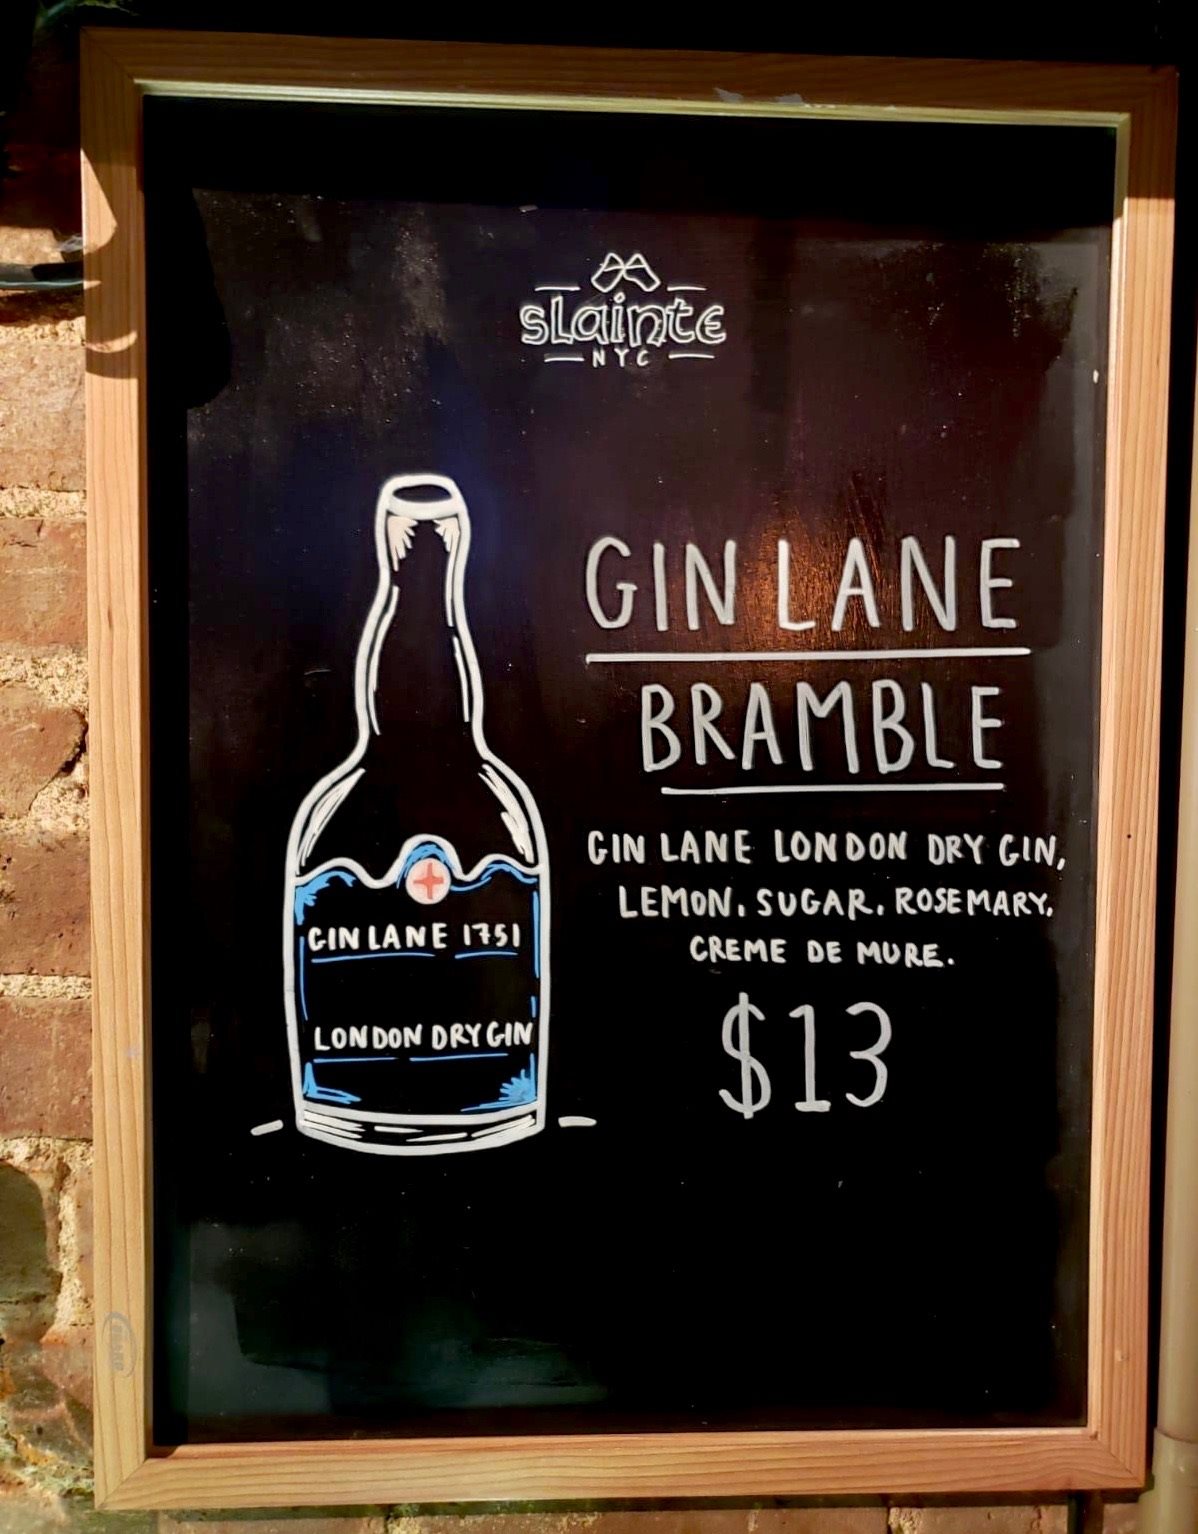 slainte
NYC
GIN LANE
BRAMBLE
GIN LANE LONDON DRY GIN,
LEMON. SUGAR. ROSEMARY.
CREME DE MURE.
$13
GIN LANE 1751
LONDON DRY GIN